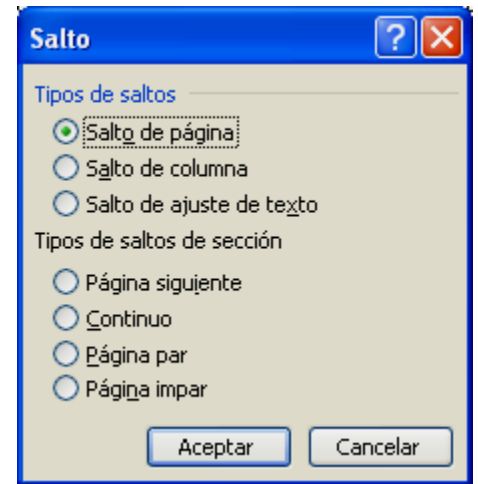 Salto
Tipos de saltos
Salto de página
Salto de columna
Salto de ajuste de texto
Tipos de saltos de sección
Página siguiente
Continuo
Página par
Página impar
Aceptar Cancelar